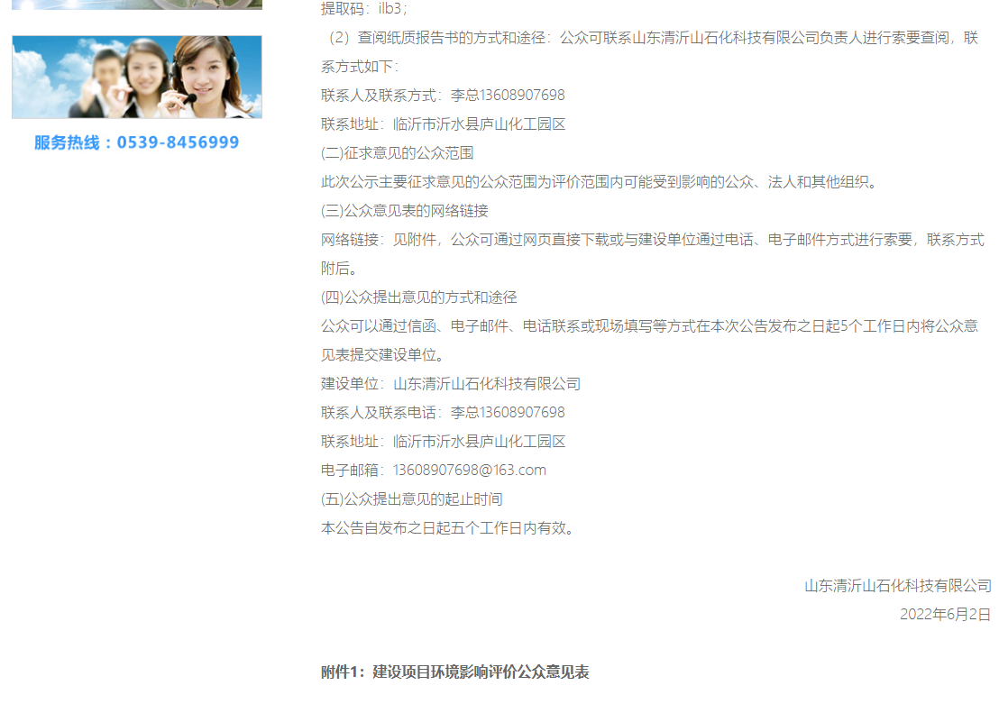 提取码：ilb3；
（2）查阅纸质报告书的方式和途径：公众可联系山东清沂山石化科技有限公司负责人进行索要查阅，联
系方式如下：
联系人及联系方式：李总13608907698
联系地址：临沂市沂水县庐山化工园区
(二)征求意见的公众范围
此次公示主要征求意见的公众范围为评价范围内可能受到影响的公众、法人和其他组织。
(三)公众意见表的网络链接
网络链接：见附件，公众可通过网页直接下载或与建设单位通过电话、电子邮件方式进行索要，联系方式
附后。
(四)公众提出意见的方式和途径
公众可以通过信函、电子邮件、电话联系或现场填写等方式在本次公告发布之日起5个工作日内将公众意
见表提交建设单位。
建设单位：山东清沂山石化科技有限公司
联系人及联系电话：李总13608907698
联系地址：临沂市沂水县庐山化工园区
电子邮箱：13608907698@163.com
(五)公众提出意见的起止时间
本公告自发布之日起五个工作日内有效。
山东清沂山石化科技有限公司
2022年6月2日
附件1：建设项目环境影响评价公众意见表
服务热线：0539-8456999